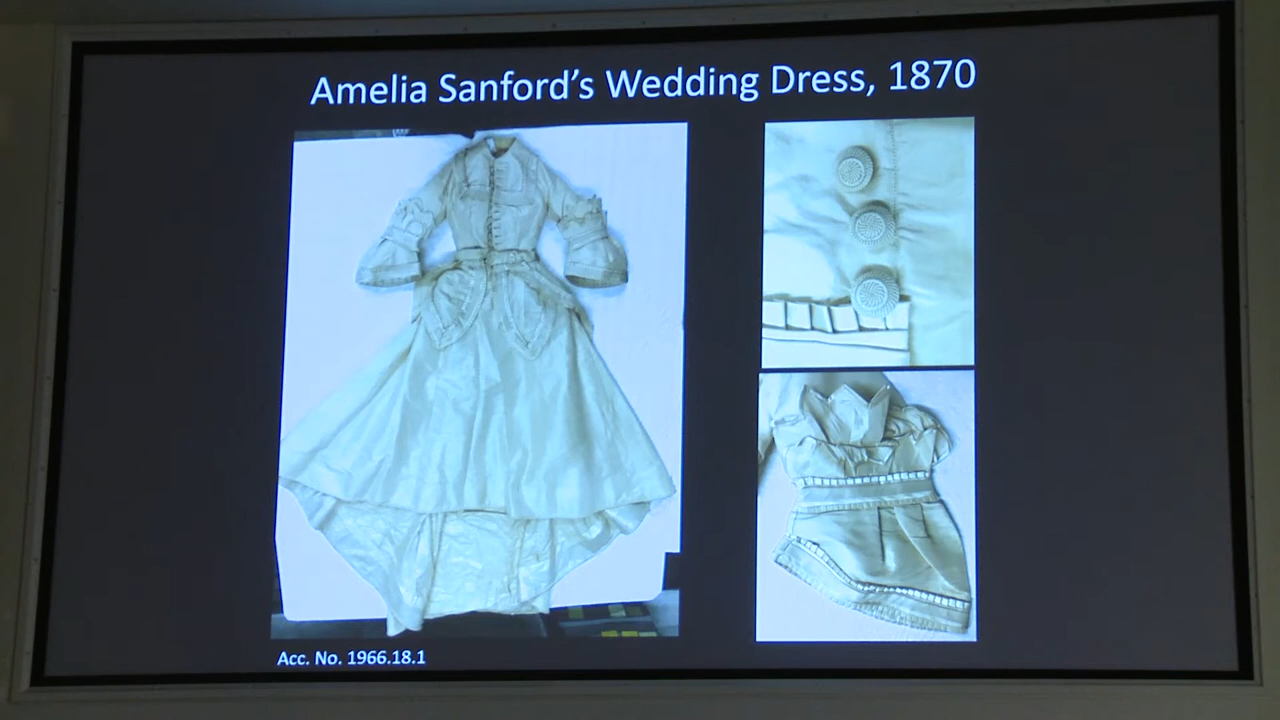 Amelia Sanford’s Wedding Dress, 1870
Acc. No. 1966.18.1